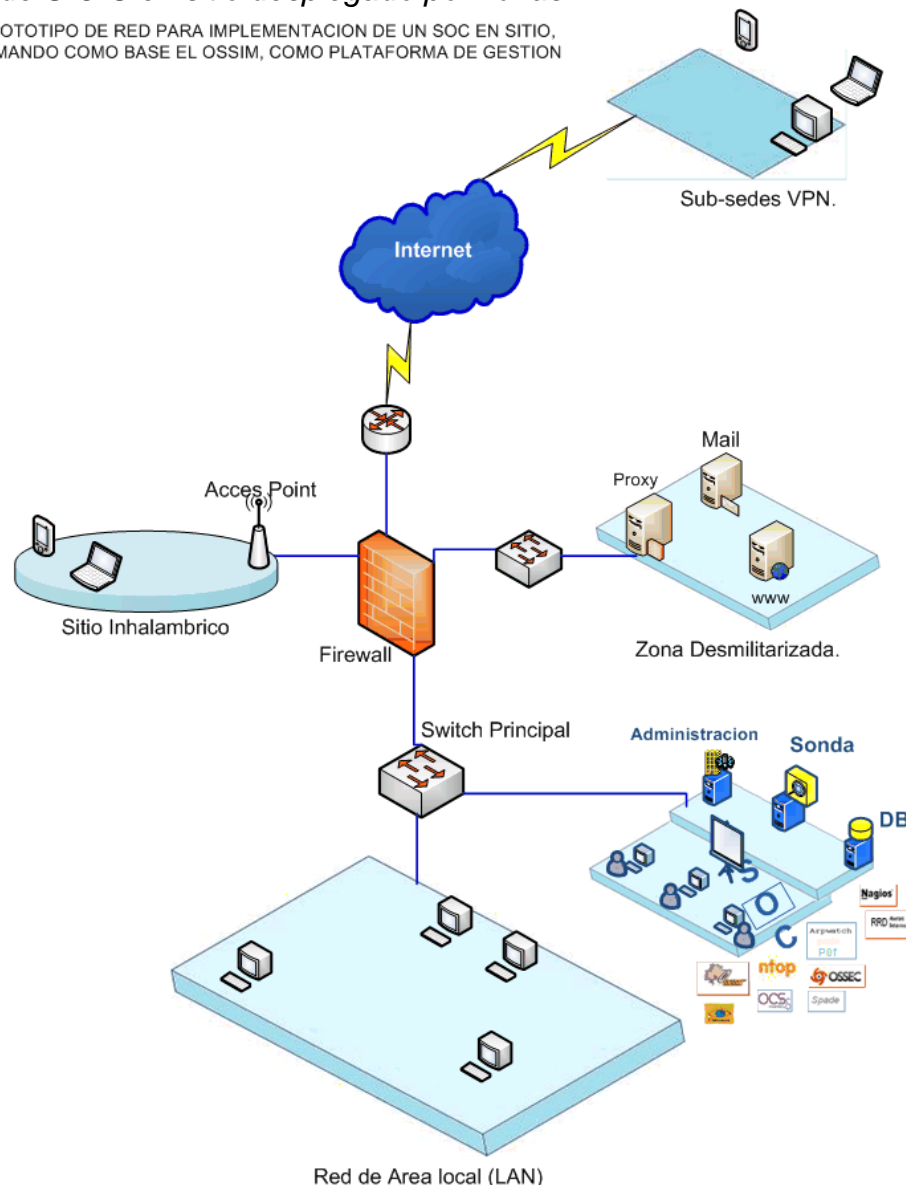 OTOTIPO DE RED PARA IMPLEMENTACION DE UN SOC EN SITIO,
MANDO COMO BASE EL OSSIM, COMO PLATAFORMA DE GESTION
Sub-sedes VPN.
Internet
Acces Point
Sitio Inhalambrico
Firewall
Proxy
Mail
www
Zona Desmilitarizada.
Switch Principal
Administracion
Sonda
DB
S
O
C
Nagios
RRD
Arpwatch
P0f
ntop
OSSEC
OCS
Spade
Red de Area local (LAN)